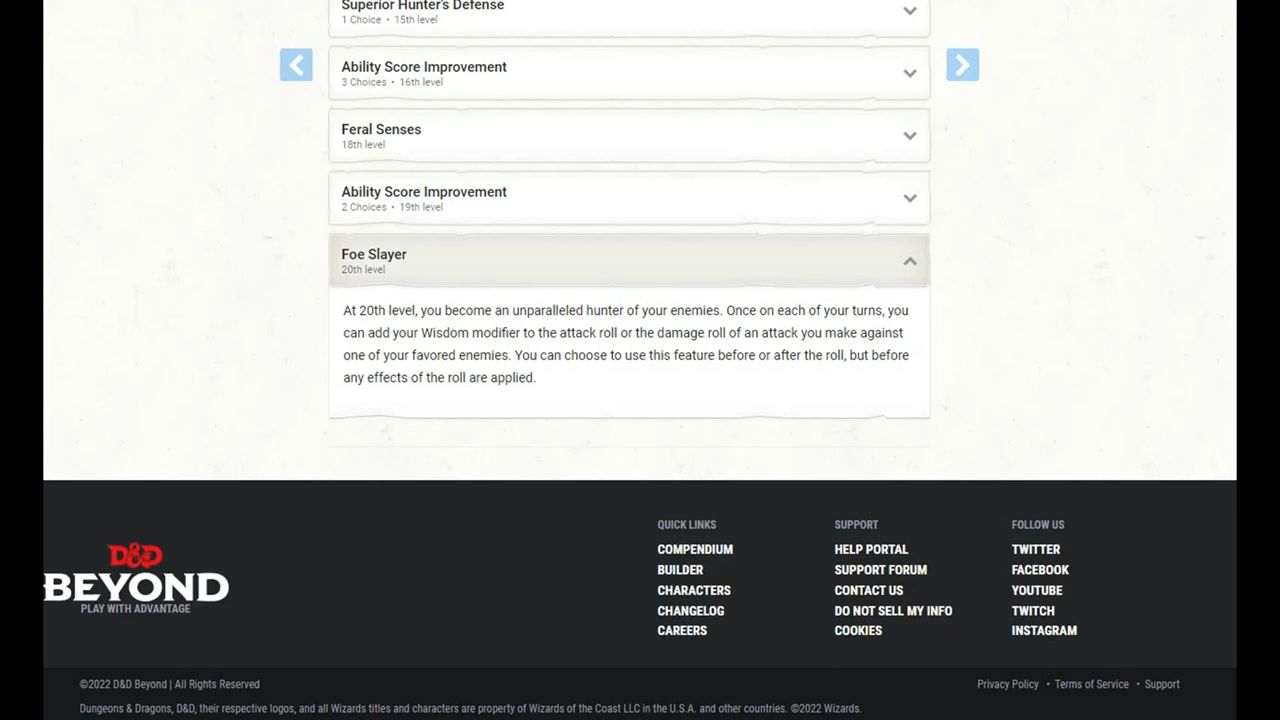 Superior Hunter's Defense
1 Choice • 15th level
Ability Score Improvement
3 Choices • 16th level
Feral Senses
18th level
Ability Score Improvement
2 Choices • 19th level
Foe Slayer
20th level
At 20th level, you become an unparalleled hunter of your enemies. Once on each of your turns, you
can add your Wisdom modifier to the attack roll or the damage roll of an attack you make against
one of your favored enemies. You can choose to use this feature before or after the roll, but before
any effects of the roll are applied.
D&D
BEYOND
PLAY WITH ADVANTAGE
QUICK LINKS
COMPENDIUM
BUILDER
CHARACTERS
CHANGELOG
CAREERS
SUPPORT
HELP PORTAL
SUPPORT FORUM
CONTACT US
DO NOT SELL MY INFO
COOKIES
FOLLOW US
TWITTER
FACEBOOK
YOUTUBE
TWITCH
INSTAGRAM
©2022 D&D Beyond | All Rights Reserved
Privacy Policy • Terms of Service • Support
Dungeons & Dragons, D&D, their respective logos, and all Wizards titles and characters are property of Wizards of the Coast LLC in the U.S.A. and other countries. ©2022 Wizards.